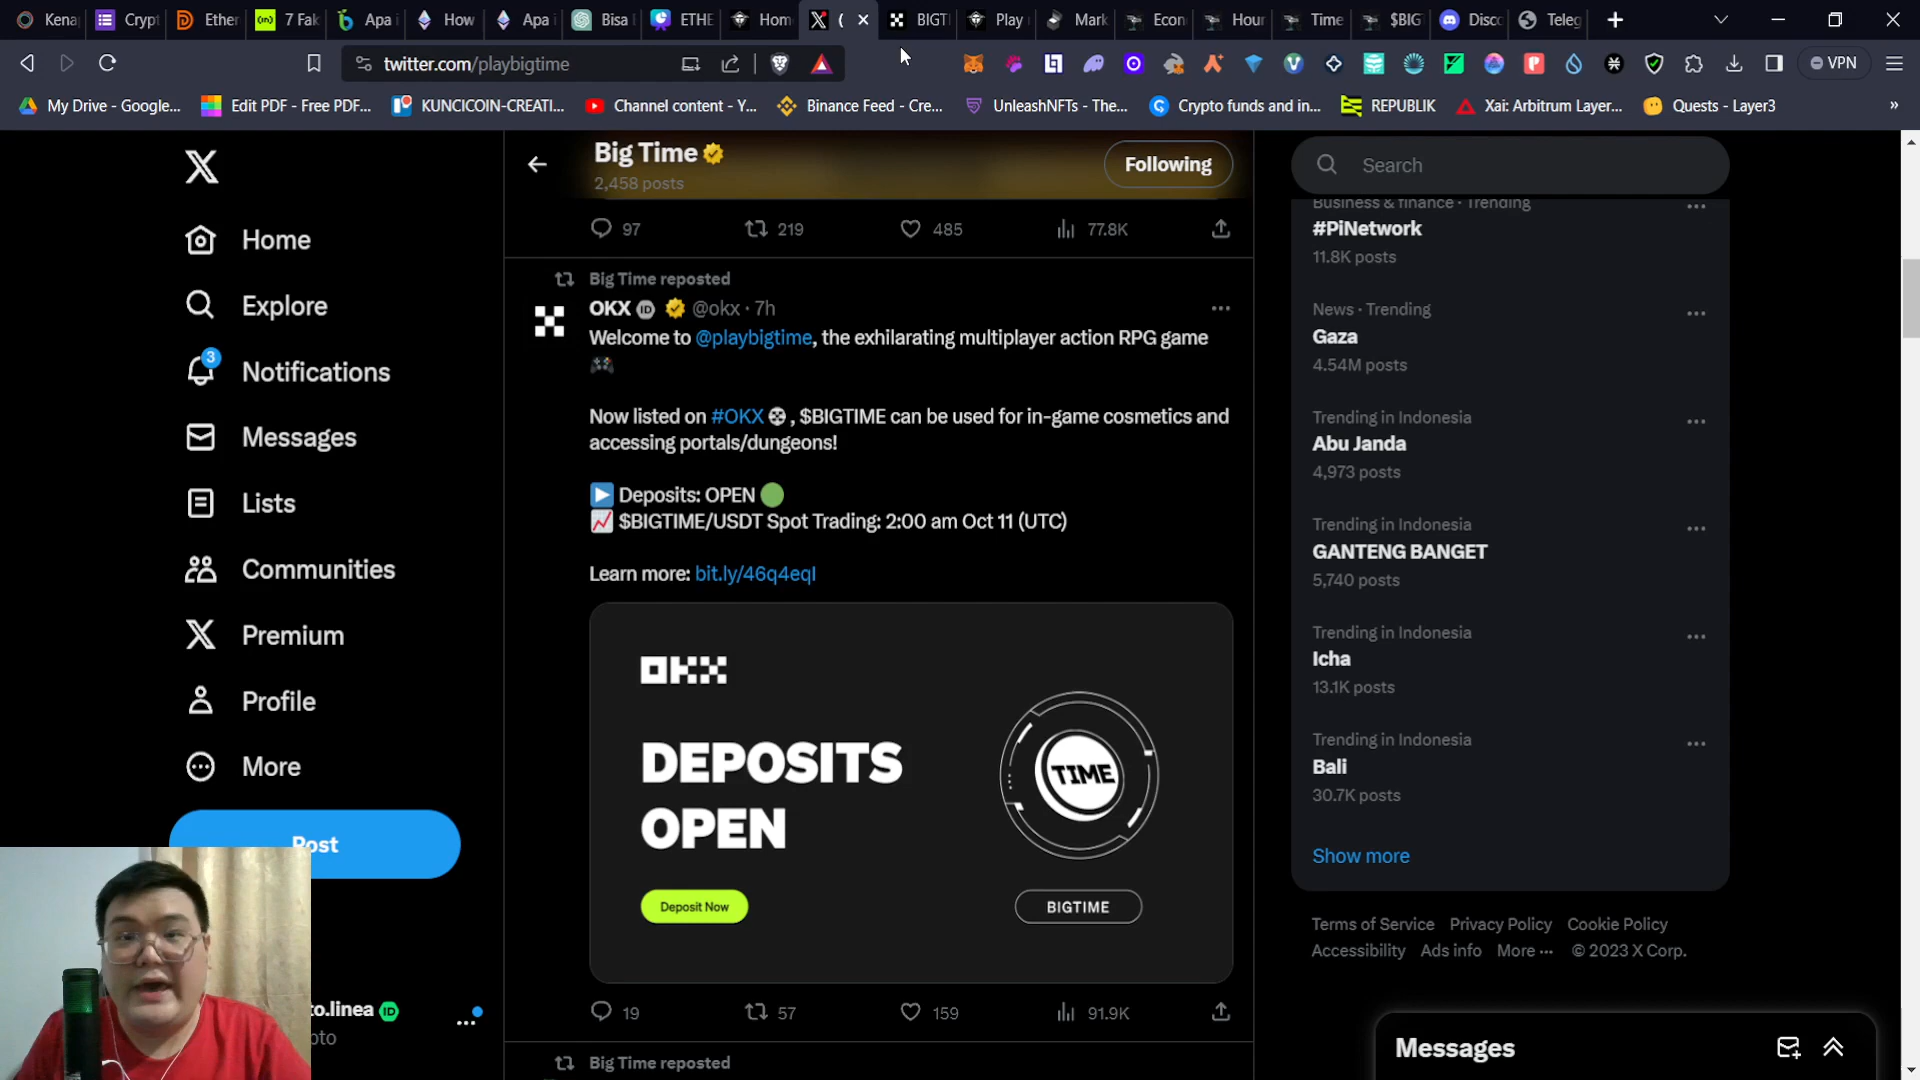 Kena
Crypt
Ether
7 Fak
Apa i
How
Apa i
Bisa
ETHE
Hom
(
BIGTI
Play
Mark
Econ
Hour
Time
$BIG
Disc
Teleg
twitter.com/playbigtime
VPN
My Drive - Google...
Edit PDF - Free PDF...
KUNCICOIN-CREATI...
Channel content - Y...
Binance Feed - Cre...
UnleashNFTs - The...
Crypto funds and in...
REPUBLIK
Xai: Arbitrum Layer...
Quests - Layer3
»
Home
Explore
3
Notifications
Messages
Lists
Communities
Premium
Profile
More
Post
to.linea
pto
Big Time
2,458 posts
Following
97 219 485 77.8K
Big Time reposted
OKX @okx · 7h
Welcome to @playbigtime, the exhilarating multiplayer action RPG game
🎮
Now listed on #OKX , $BIGTIME can be used for in-game cosmetics and
accessing portals/dungeons!
▶️ Deposits: OPEN 🟢
📈 $BIGTIME/USDT Spot Trading: 2:00 am Oct 11 (UTC)
Learn more: bit.ly/46q4eqI
OKX
DEPOSITS
OPEN
Deposit Now
TIME
BIGTIME
19 57 159 91.9K
Big Time reposted
Search
Business & finance · Trending
#PiNetwork
11.8K posts
News · Trending
Gaza
4.54M posts
Trending in Indonesia
Abu Janda
4,973 posts
Trending in Indonesia
GANTENG BANGET
5,740 posts
Trending in Indonesia
Icha
13.1K posts
Trending in Indonesia
Bali
30.7K posts
Show more
Terms of Service Privacy Policy Cookie Policy
Accessibility Ads info More ··· © 2023 X Corp.
Messages